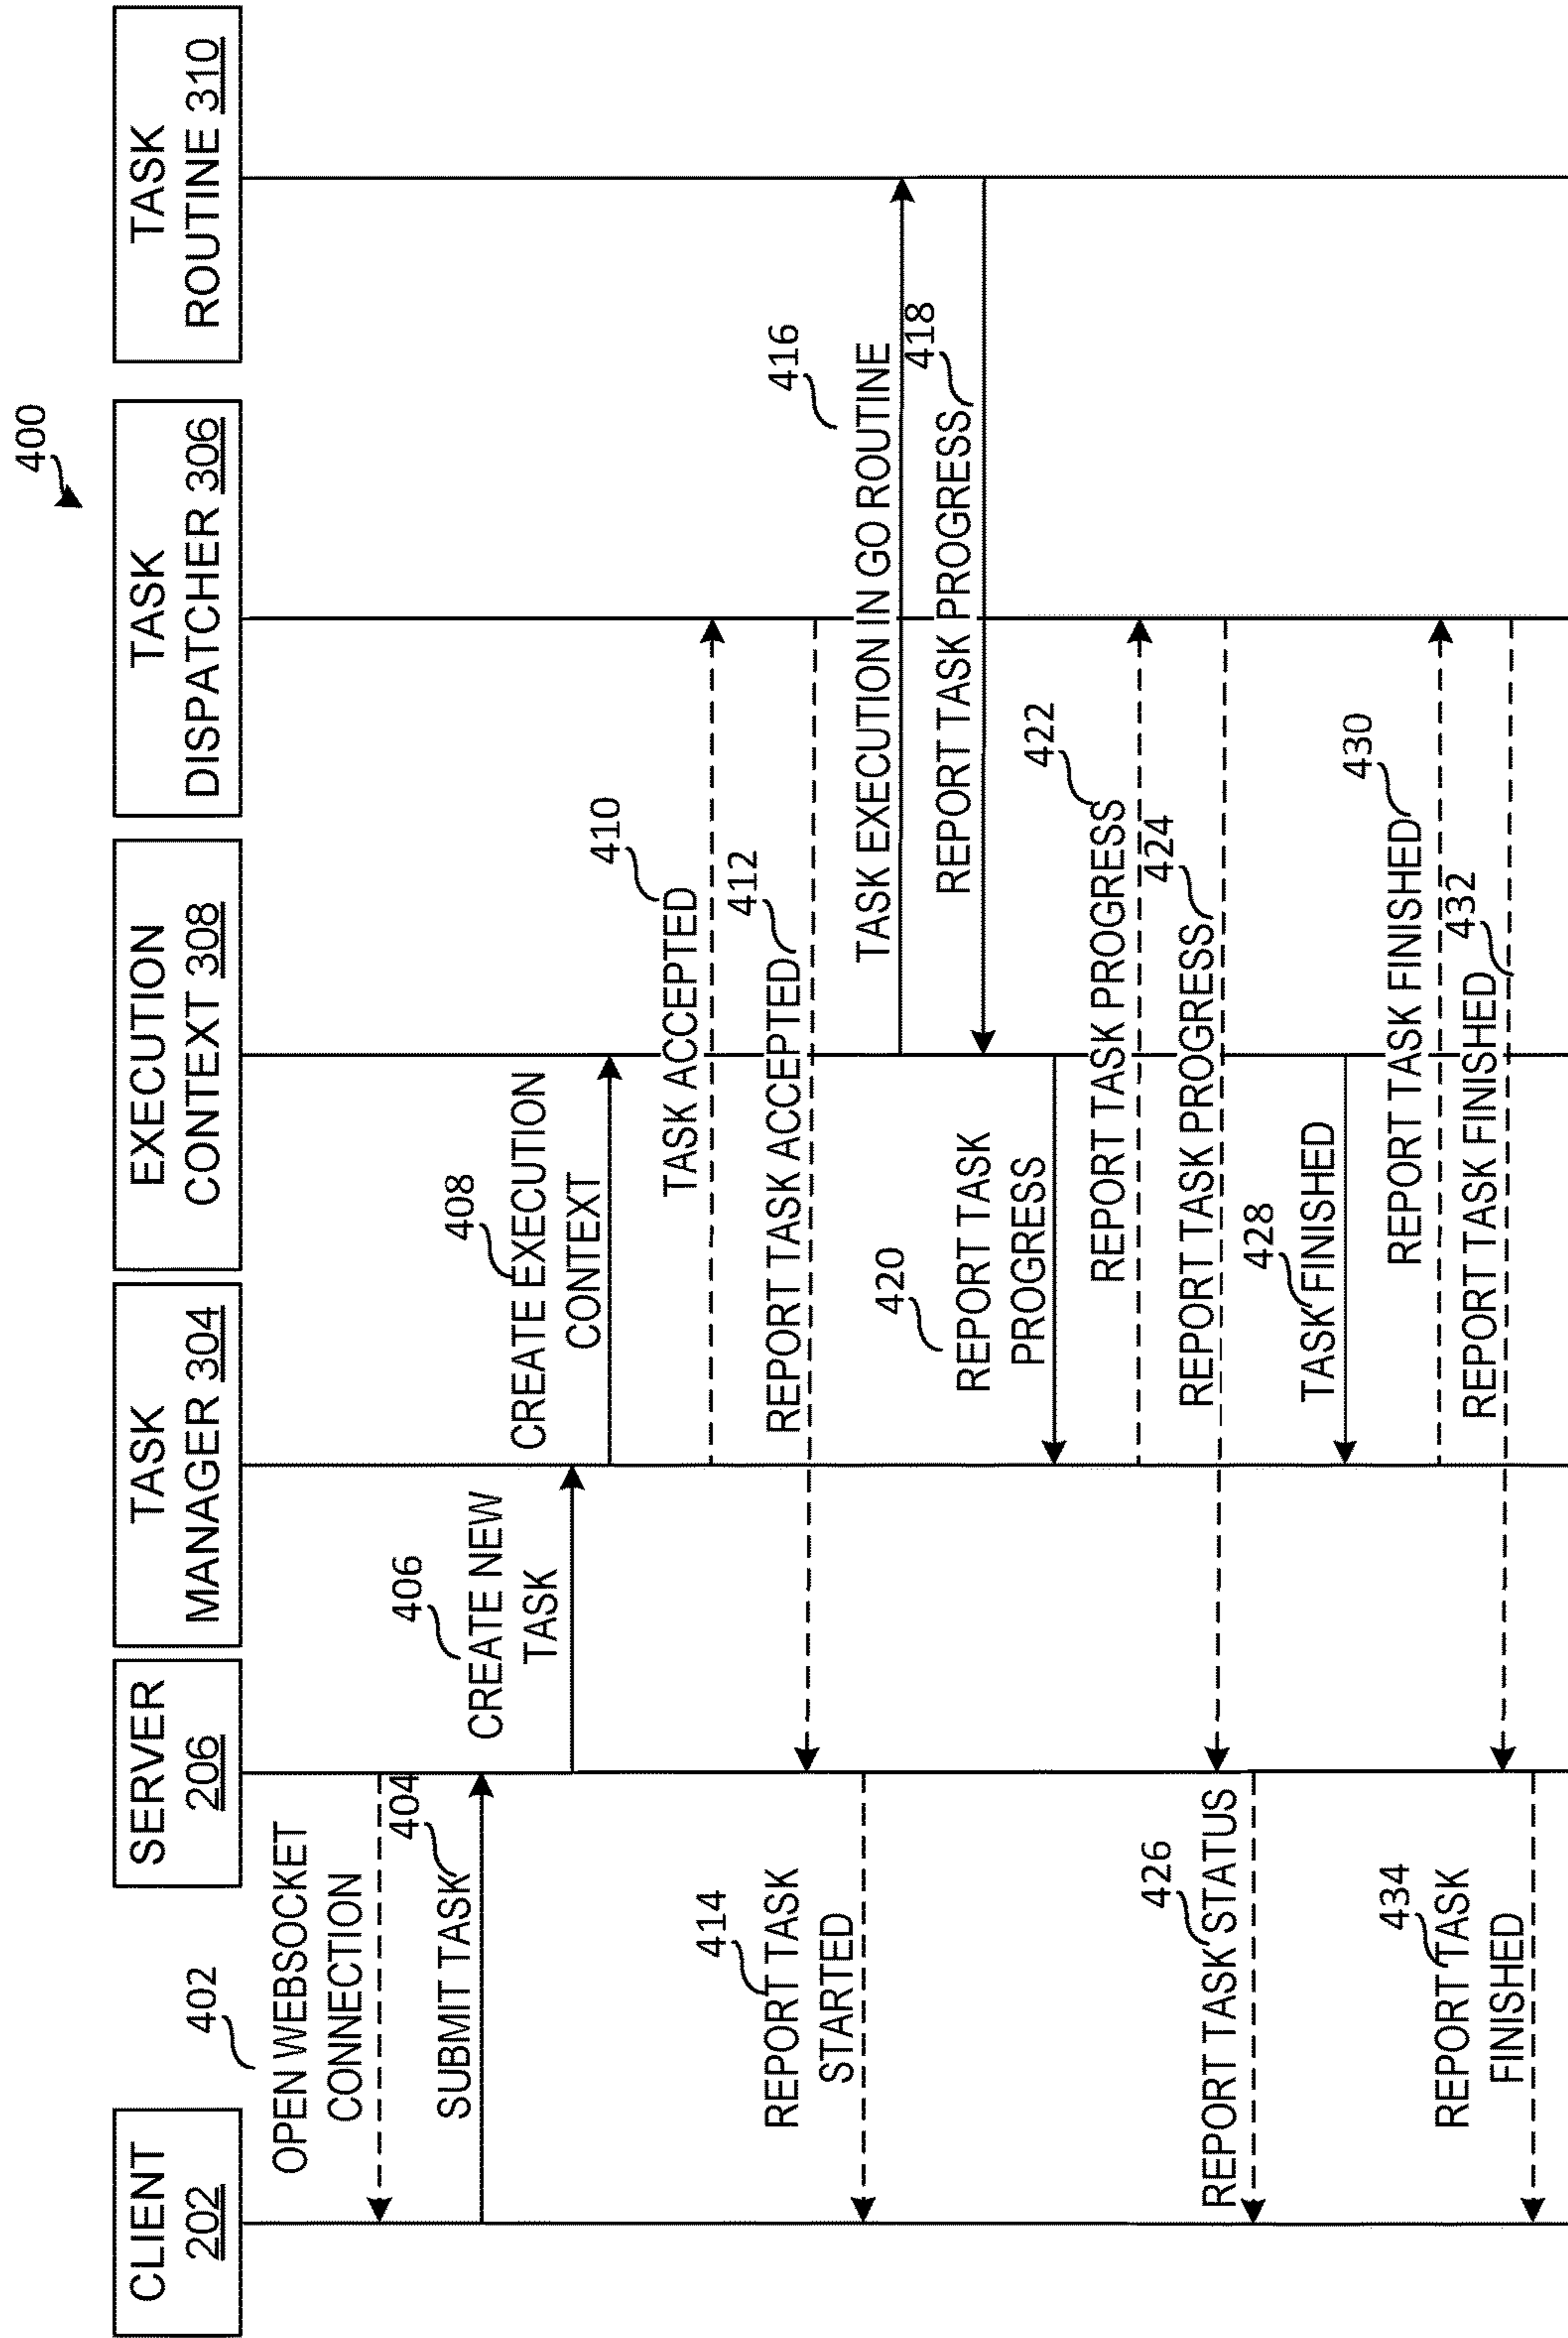 400
CLIENT
202
SERVER
206
TASK
MANAGER 304
EXECUTION
CONTEXT 308
TASK
DISPATCHER 306
TASK
ROUTINE 310
402
OPEN WEBSOCKET
CONNECTION
404
SUBMIT TASK
406
CREATE NEW
TASK
408
CREATE EXECUTION
CONTEXT
410
TASK ACCEPTED
412
REPORT TASK ACCEPTED
414
REPORT TASK
STARTED
416
TASK EXECUTION IN GO ROUTINE
418
REPORT TASK PROGRESS
420
REPORT TASK
PROGRESS
422
REPORT TASK PROGRESS
424
REPORT TASK PROGRESS
426
REPORT TASK STATUS
428
TASK FINISHED
430
REPORT TASK FINISHED
432
REPORT TASK FINISHED
434
REPORT TASK
FINISHED